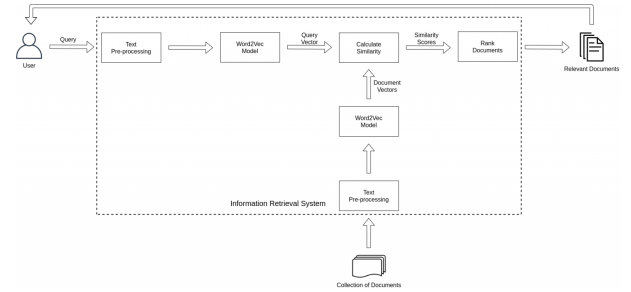 Query
User
Text
Pre-processing
Word2Vec
Model
Query
Vector
Calculate
Similarity
Similarity
Scores
Rank
Documents
Relevant Documents
Document
Vectors
Word2Vec
Model
Text
Pre-processing
Information Retrieval System
Collection of Documents